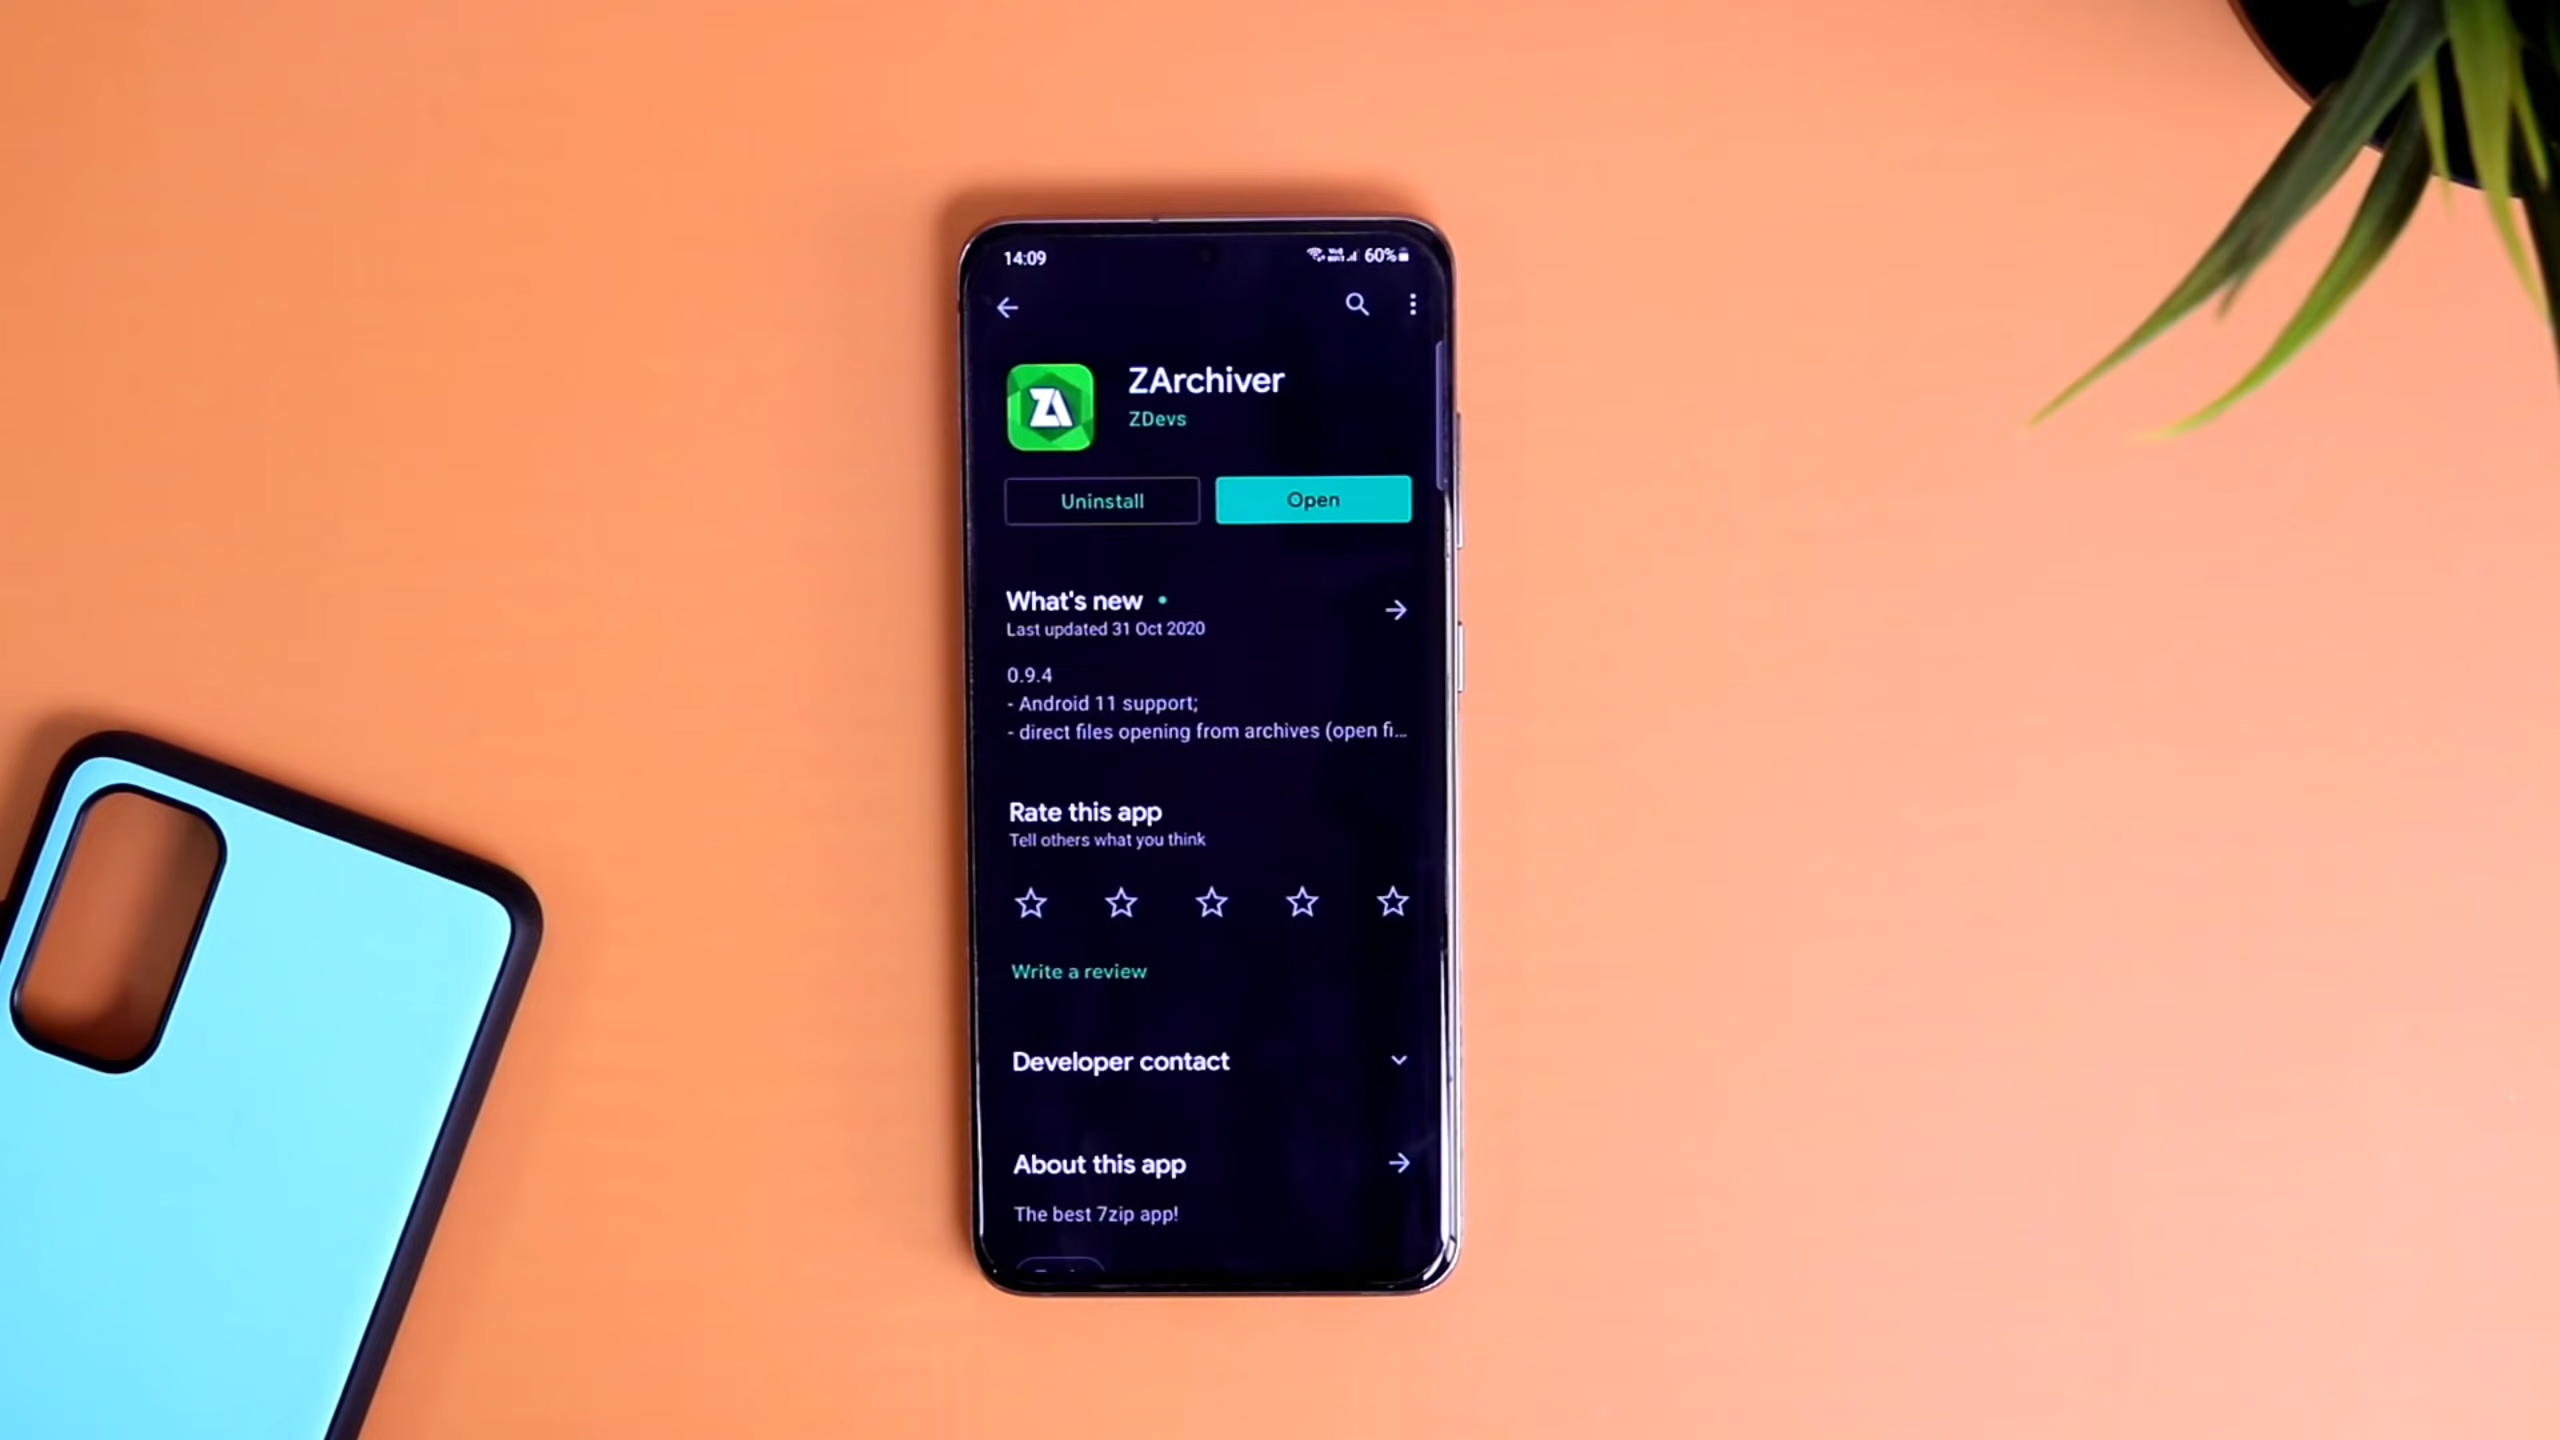 14:09
60%
ZA
ZArchiver
ZDevs
Uninstall
Open
What's new
Last updated 31 Oct 2020
0.9.4
- Android 11 support;
- direct files opening from archives (open fi...
Rate this app
Tell others what you think
Write a review
Developer contact
About this app
The best 7zip app!